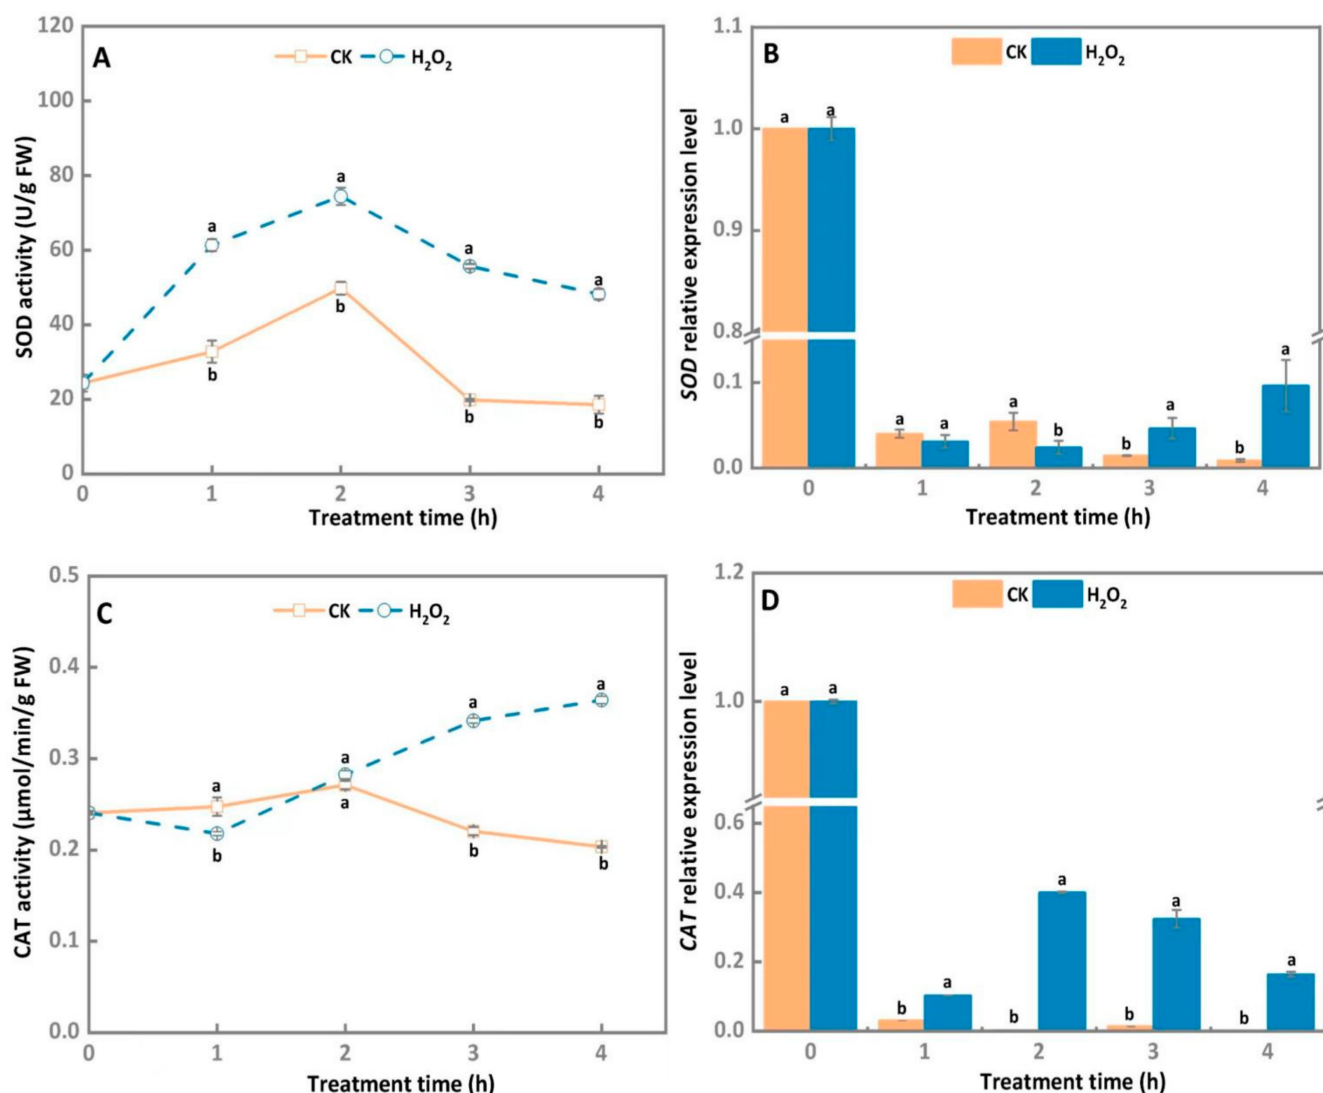 A
CK
H₂O₂
SOD activity (U/g FW)
120
100
80
60
40
20
0
a
a
a
a
b
b
b
b
0 1 2 3 4
Treatment time (h)
B
CK
H₂O₂
SOD relative expression level
1.1
1.0
0.9
0.8
0.1
0.0
a a
a a
a b
b a
b a
0 1 2 3 4
Treatment time (h)
C
CK
H₂O₂
CAT activity (μmol/min/g FW)
0.5
0.4
0.3
0.2
0.1
0.0
a
b
a
a
a
b
a
b
0 1 2 3 4
Treatment time (h)
D
CK
H₂O₂
CAT relative expression level
1.2
1.0
0.6
0.4
0.2
0.0
a a
b a
b a
b a
b a
0 1 2 3 4
Treatment time (h)